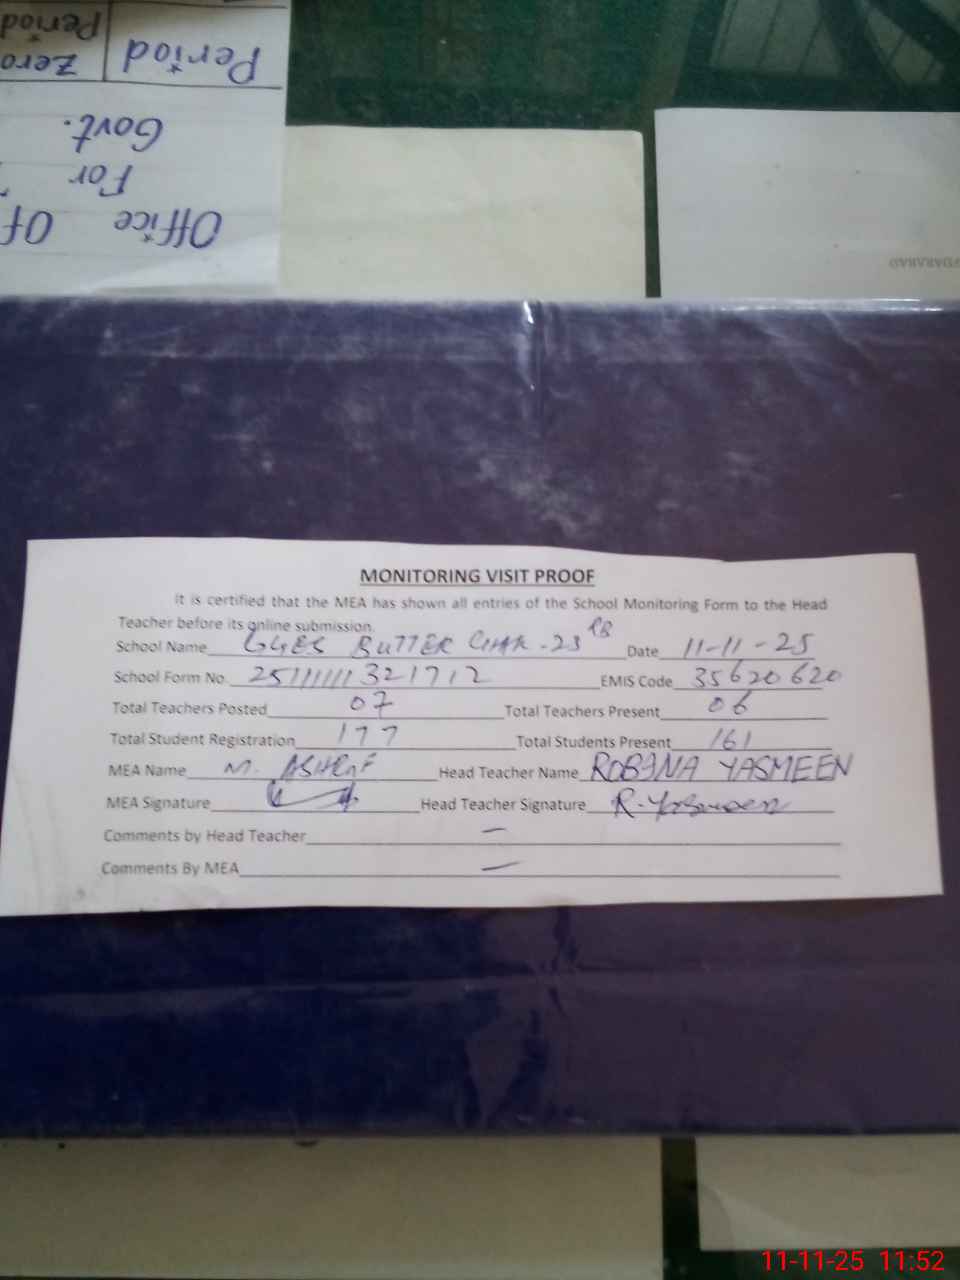 Period
zero
Period
Govt.
For
Office Of
MONITORING VISIT PROOF
It is certified that the MEA has shown all entries of the School Monitoring Form to the Head
Teacher before its online submission.
School Name GGES BUTTER CHAK-23 RB Date 11-11-25
School Form No. 25111111321712 EMIS Code 35620620
Total Teachers Posted 07 Total Teachers Present 06
Total Student Registration 177 Total Students Present 161
MEA Name M. ASHRAF Head Teacher Name ROBINA YASMEEN
MEA Signature Head Teacher Signature R.Yasmeen
Comments by Head Teacher —
Comments By MEA —
11-11-25 11:52